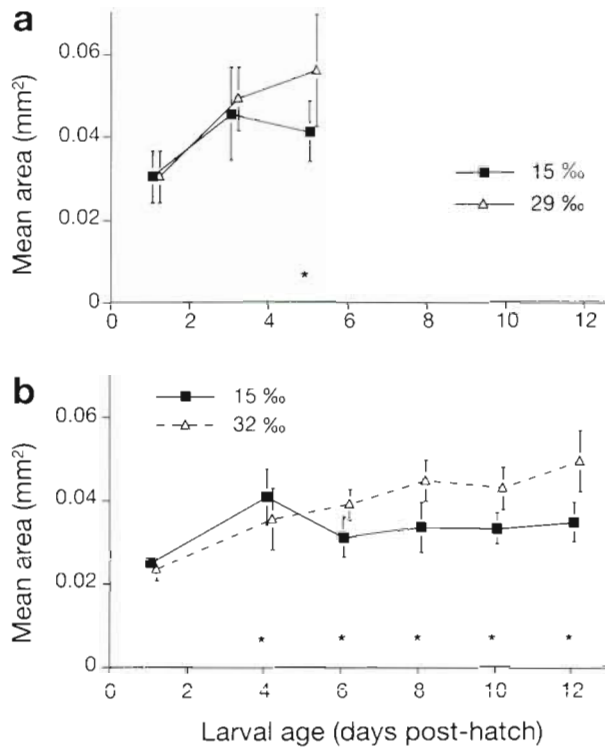 a
0.06
0.04
0.02
0
Mean area (mm²)
15 ‰
29 ‰
*
0 2 4 6 8 10 12
b
15 ‰
32 ‰
0.06
0.04
0.02
0
Mean area (mm²)
* * * * *
0 2 4 6 8 10 12
Larval age (days post-hatch)